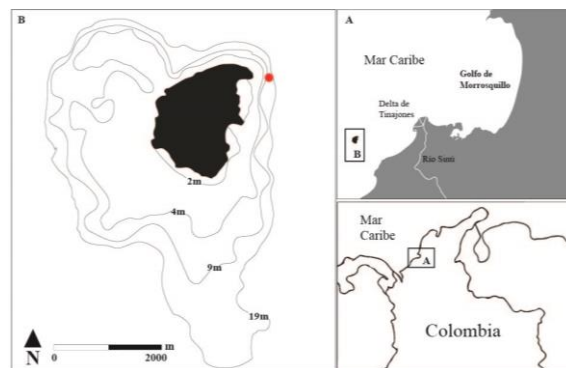 B
2m
4m
9m
19m
N
0 2000 m
A
Mar Caribe
Golfo de
Morrosquillo
Delta de
Tinajones
B
Río Sinú
Mar
Caribe
A
Colombia